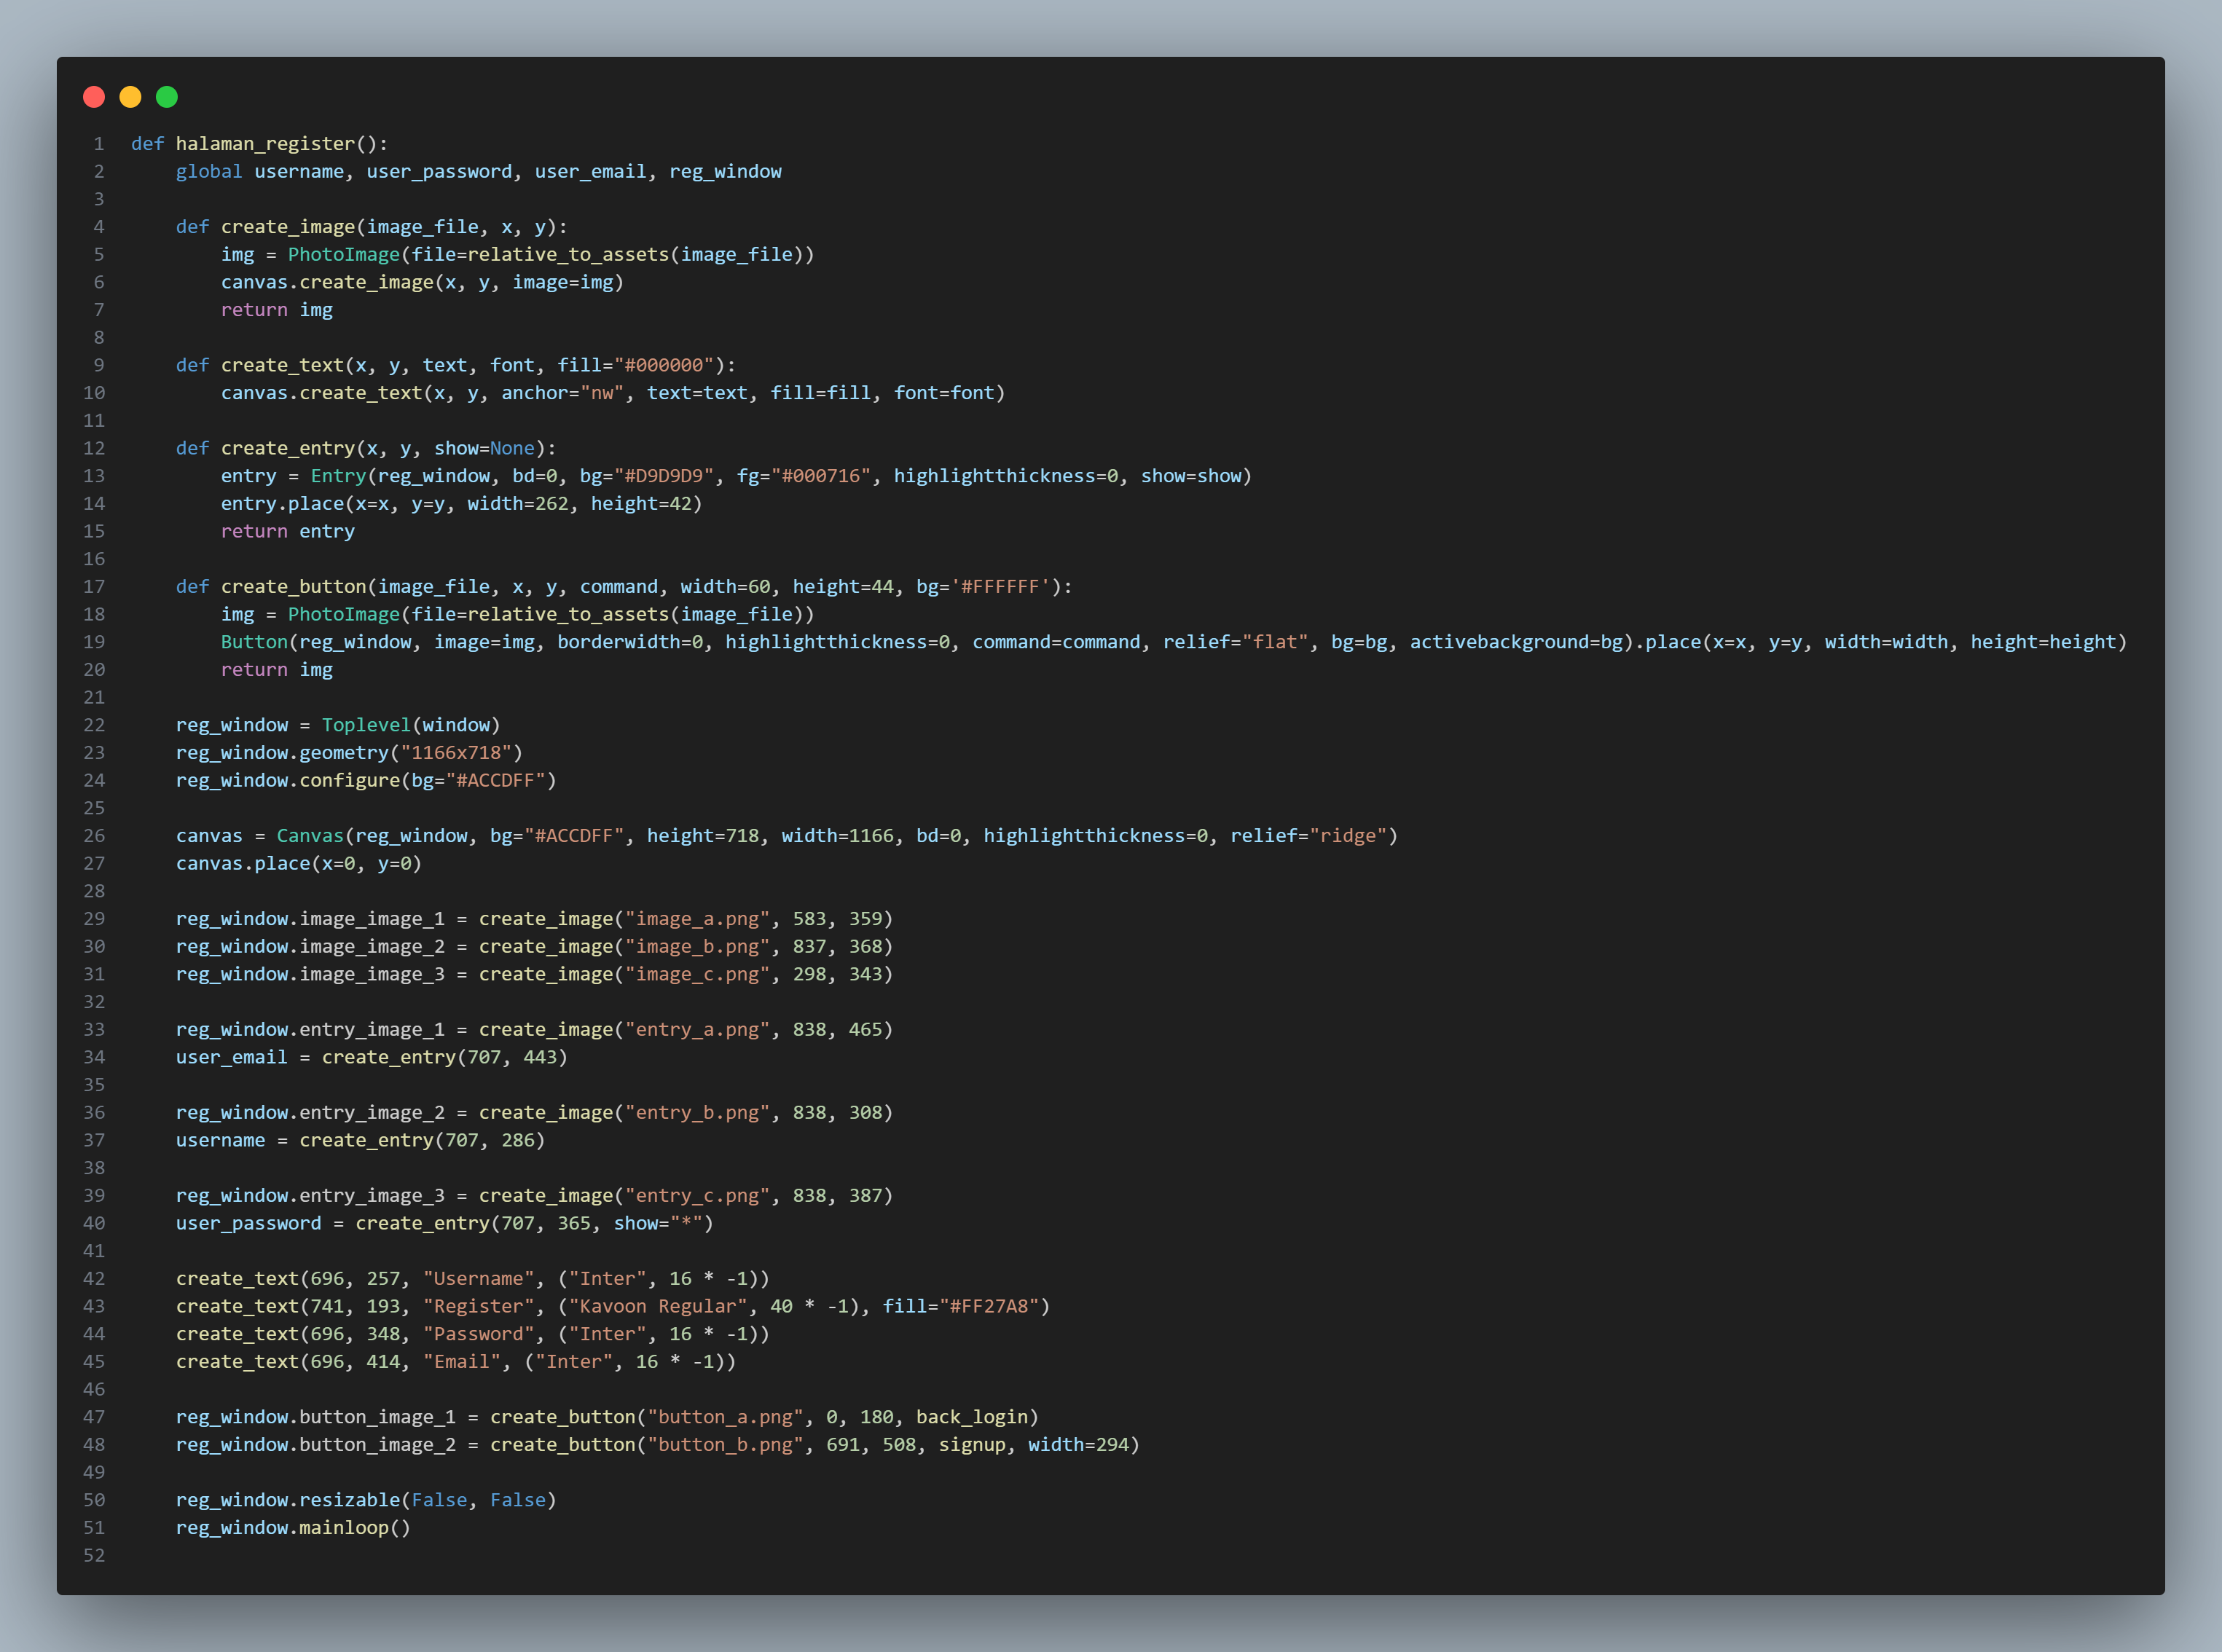 1 def halaman_register():
2     global username, user_password, user_email, reg_window
3
4     def create_image(image_file, x, y):
5         img = PhotoImage(file=relative_to_assets(image_file))
6         canvas.create_image(x, y, image=img)
7         return img
8
9     def create_text(x, y, text, font, fill="#000000"):
10         canvas.create_text(x, y, anchor="nw", text=text, fill=fill, font=font)
11
12     def create_entry(x, y, show=None):
13         entry = Entry(reg_window, bd=0, bg="#D9D9D9", fg="#000716", highlightthickness=0, show=show)
14         entry.place(x=x, y=y, width=262, height=42)
15         return entry
16
17     def create_button(image_file, x, y, command, width=60, height=44, bg='#FFFFFF'):
18         img = PhotoImage(file=relative_to_assets(image_file))
19         Button(reg_window, image=img, borderwidth=0, highlightthickness=0, command=command, relief="flat", bg=bg, activebackground=bg).place(x=x, y=y, width=width, height=height)
20         return img
21
22     reg_window = Toplevel(window)
23     reg_window.geometry("1166x718")
24     reg_window.configure(bg="#ACCDFF")
25
26     canvas = Canvas(reg_window, bg="#ACCDFF", height=718, width=1166, bd=0, highlightthickness=0, relief="ridge")
27     canvas.place(x=0, y=0)
28
29     reg_window.image_image_1 = create_image("image_a.png", 583, 359)
30     reg_window.image_image_2 = create_image("image_b.png", 837, 368)
31     reg_window.image_image_3 = create_image("image_c.png", 298, 343)
32
33     reg_window.entry_image_1 = create_image("entry_a.png", 838, 465)
34     user_email = create_entry(707, 443)
35
36     reg_window.entry_image_2 = create_image("entry_b.png", 838, 308)
37     username = create_entry(707, 286)
38
39     reg_window.entry_image_3 = create_image("entry_c.png", 838, 387)
40     user_password = create_entry(707, 365, show="*")
41
42     create_text(696, 257, "Username", ("Inter", 16 * -1))
43     create_text(741, 193, "Register", ("Kavoon Regular", 40 * -1), fill="#FF27A8")
44     create_text(696, 348, "Password", ("Inter", 16 * -1))
45     create_text(696, 414, "Email", ("Inter", 16 * -1))
46
47     reg_window.button_image_1 = create_button("button_a.png", 0, 180, back_login)
48     reg_window.button_image_2 = create_button("button_b.png", 691, 508, signup, width=294)
49
50     reg_window.resizable(False, False)
51     reg_window.mainloop()
52